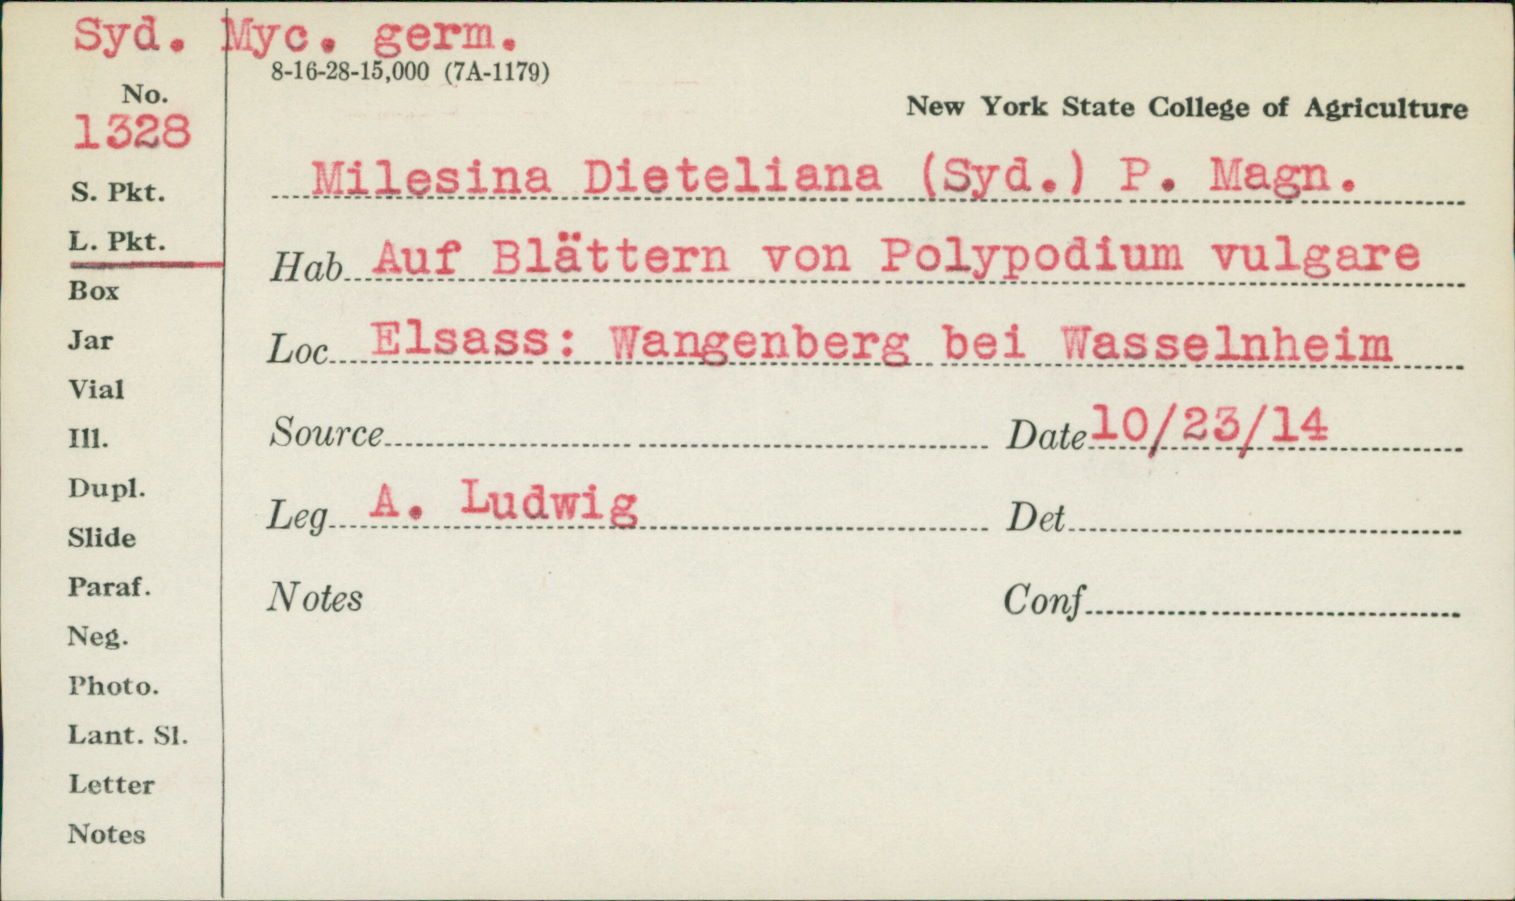 Syd. Myc. germ.
8-16-28-15,000 (7A-1179)
No.
1328
New York State College of Agriculture
Milesina Dieteliana (Syd.) P. Magn.
S. Pkt.
L. Pkt.
Hab Auf Blättern von Polypodium vulgare
Box
Loc Elsass: Wangenberg bei Wasselnheim
Jar
Vial
Source Date 10/23/14
Ill.
Dupl.
Leg A. Ludwig Det
Slide
Paraf.
Notes Conf
Neg.
Photo.
Lant. Sl.
Letter
Notes